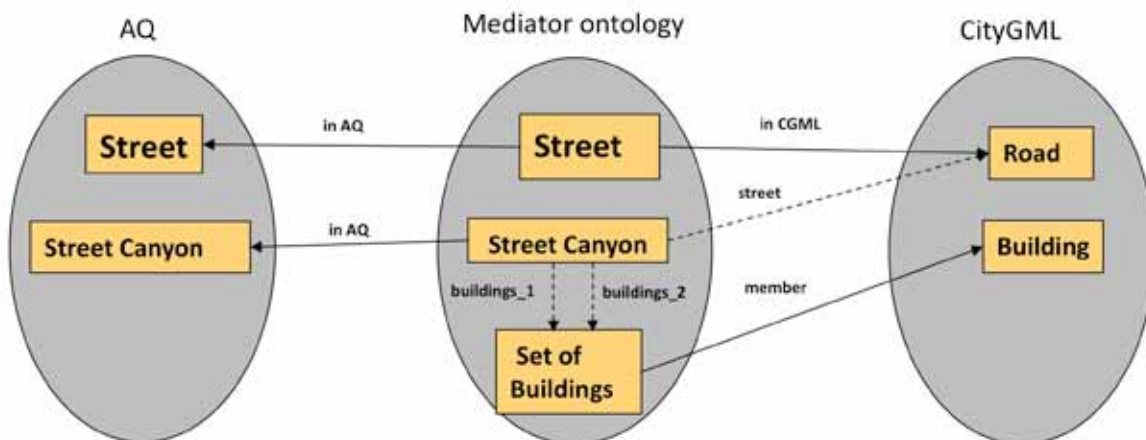 AQ
Mediator ontology
CityGML
in AQ
in CGML
Street
Street
Road
street
in AQ
Street Canyon
Street Canyon
Building
buildings_1
buildings_2
member
Set of
Buildings